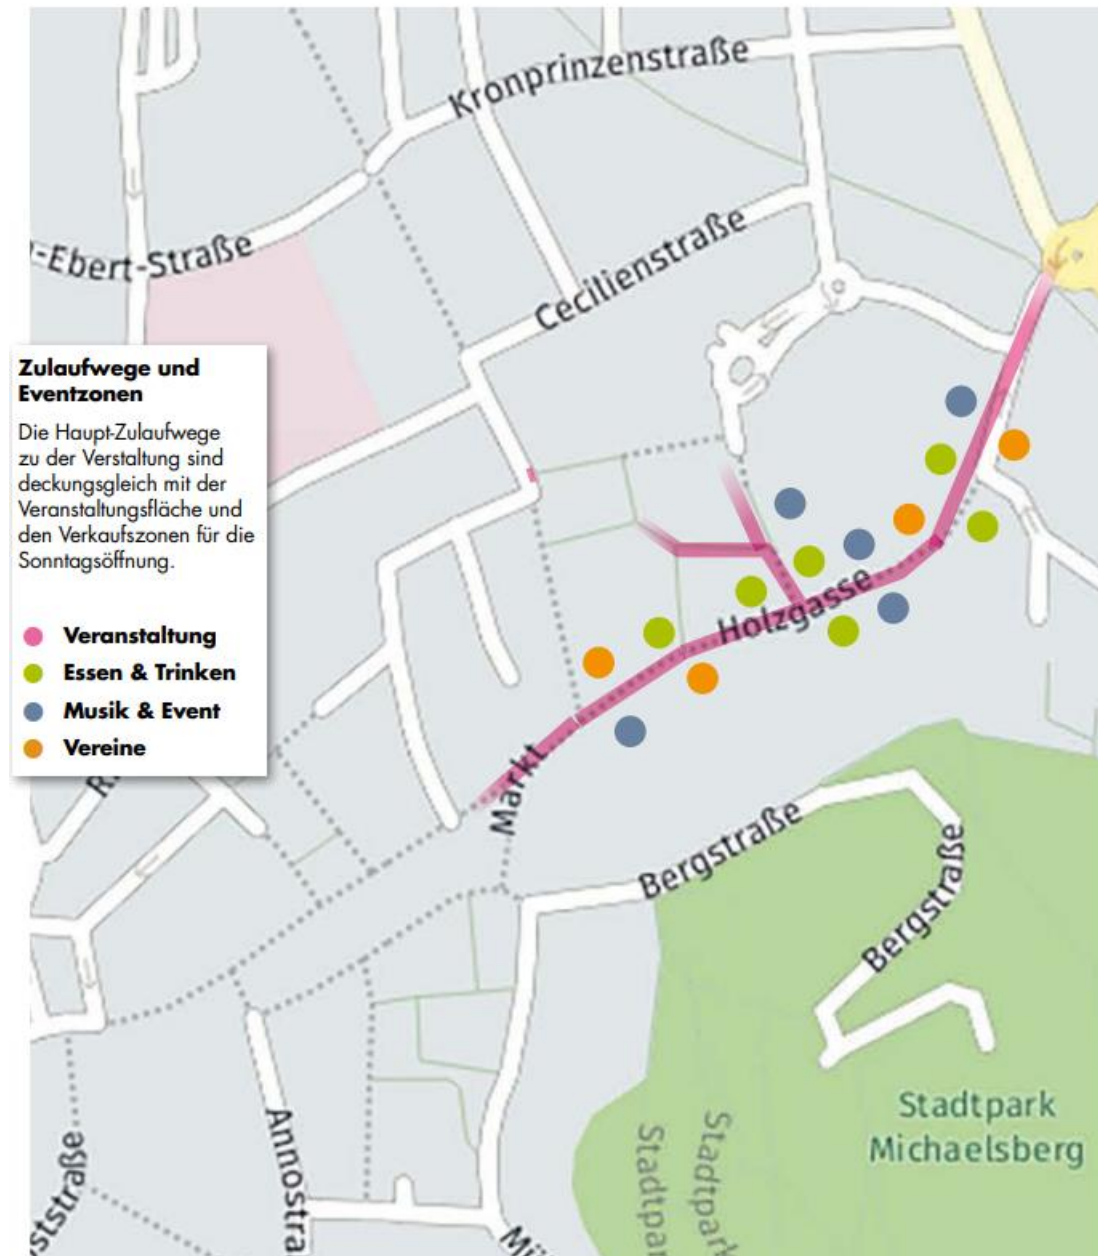 Kronprinzenstraße
-Ebert-Straße
Cecilienstraße
Zulaufwege und
Eventzonen
Die Haupt-Zulaufwege
zu der Verstaltung sind
deckungsgleich mit der
Veranstaltungsfläche und
den Verkaufszonen für die
Sonntagsöffnung.
Veranstaltung
Essen & Trinken
Musik & Event
Vereine
Holzgasse
Markt
Bergstraße
Bergstraße
Stadtpark
Michaelsberg
Stadtpark
Stadtpar
Annostra
ststraße
Mü